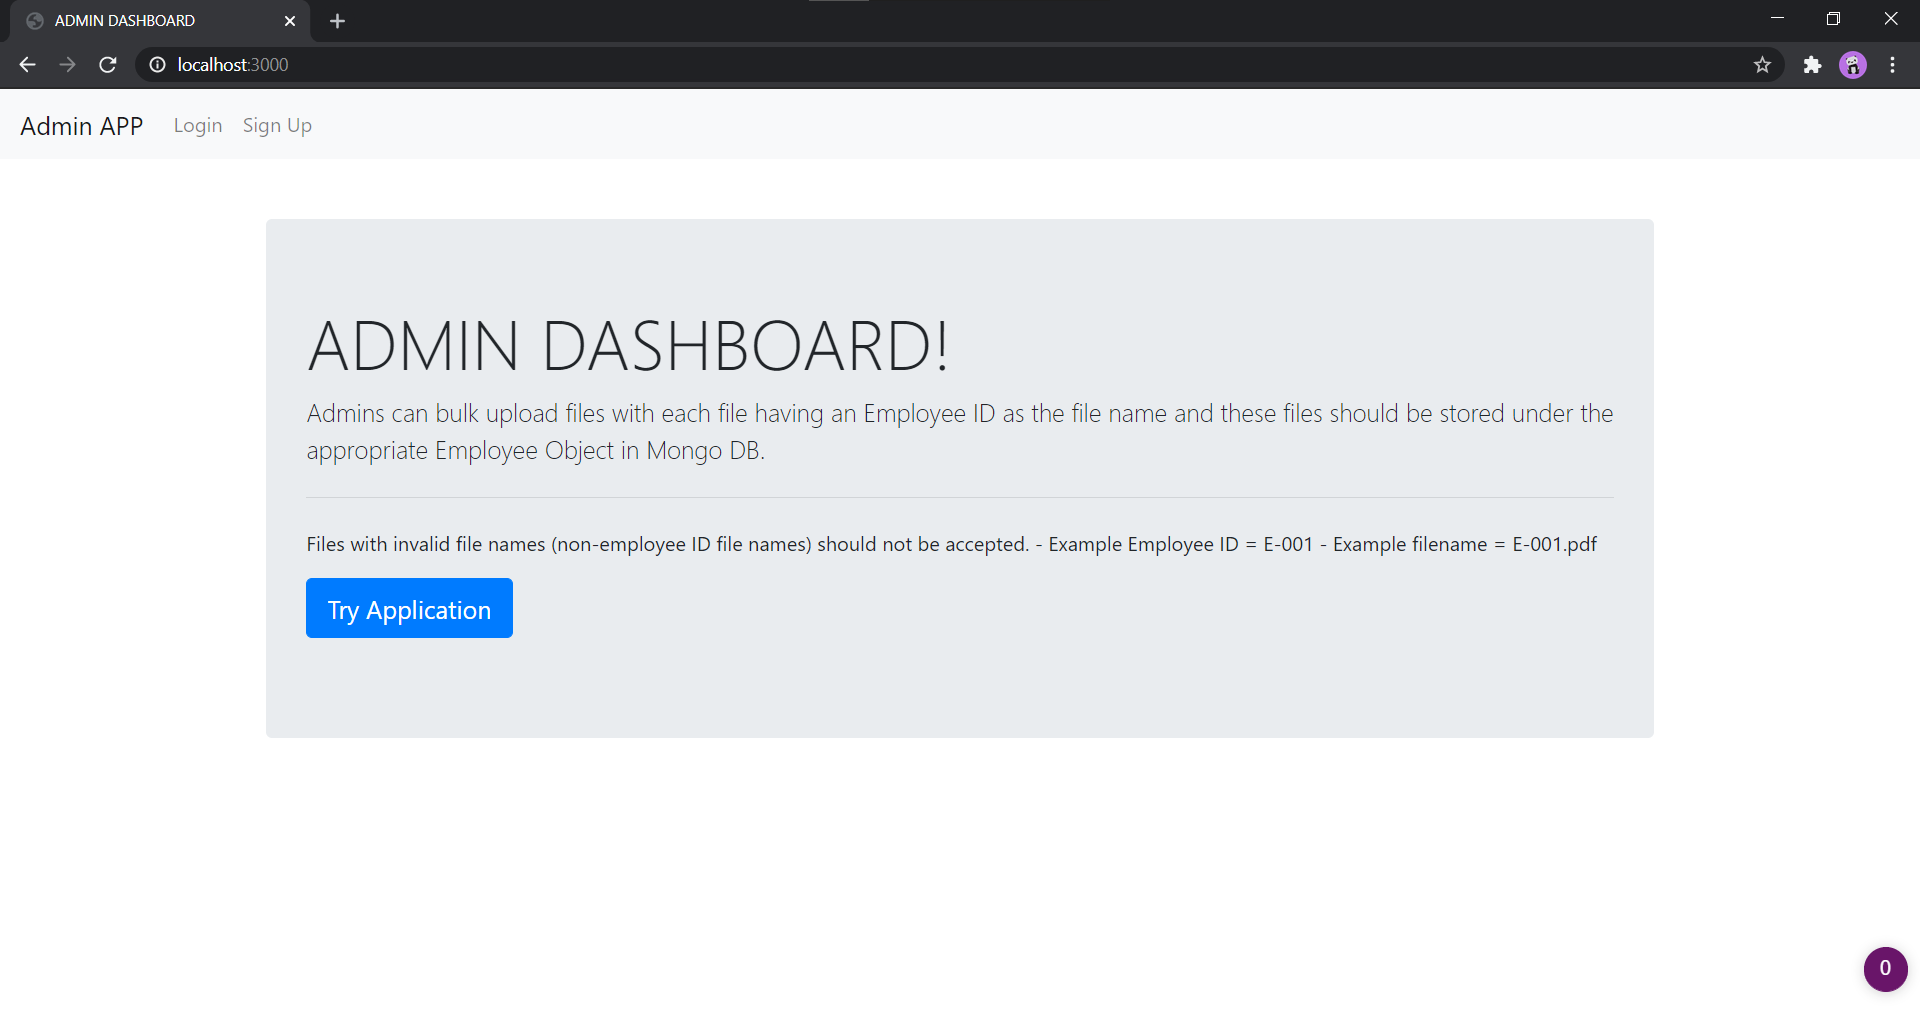 ADMIN DASHBOARD
localhost:3000
Admin APP Login Sign Up
ADMIN DASHBOARD!
Admins can bulk upload files with each file having an Employee ID as the file name and these files should be stored under the
appropriate Employee Object in Mongo DB.
Files with invalid file names (non-employee ID file names) should not be accepted. - Example Employee ID = E-001 - Example filename = E-001.pdf
Try Application
0